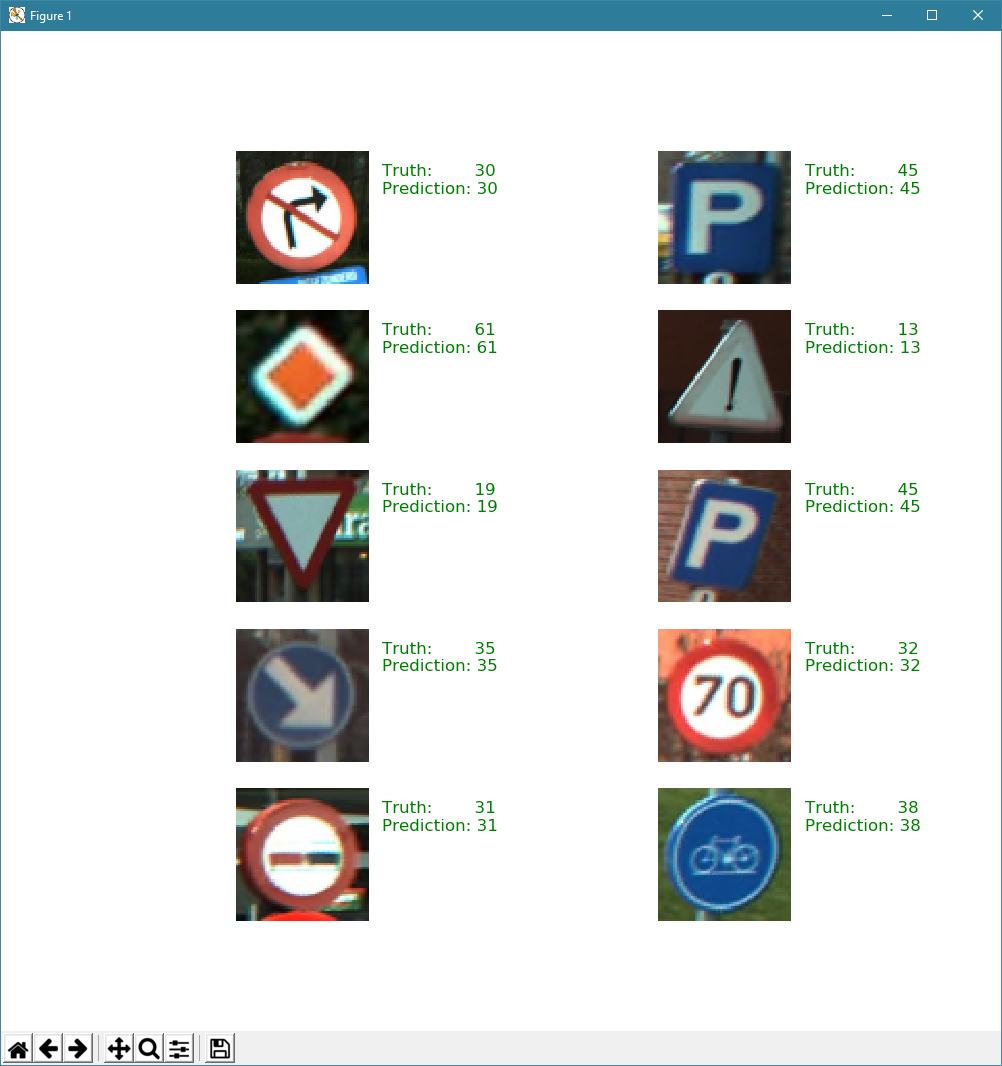 Figure 1
Truth: 30
Prediction: 30
Truth: 45
Prediction: 45
Truth: 61
Prediction: 61
Truth: 13
Prediction: 13
Truth: 19
Prediction: 19
Truth: 45
Prediction: 45
Truth: 35
Prediction: 35
Truth: 32
Prediction: 32
Truth: 31
Prediction: 31
Truth: 38
Prediction: 38
P
P
70